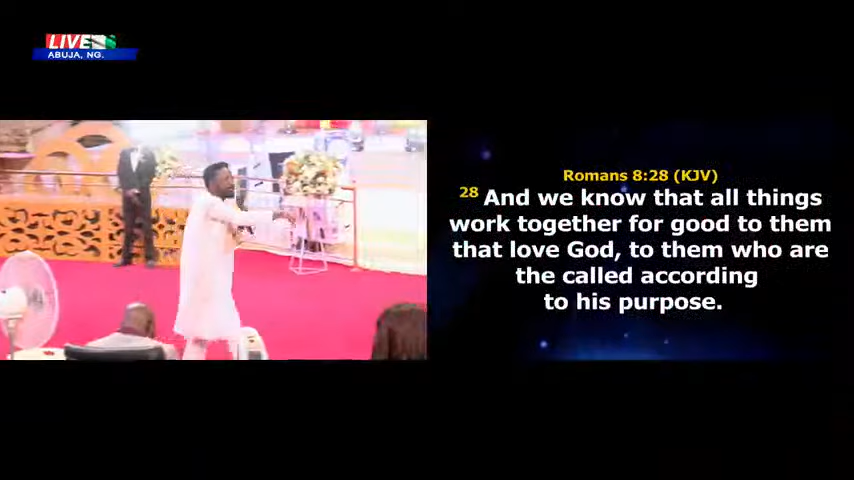 LIVE
ABUJA, NG.
Romans 8:28 (KJV)
28 And we know that all things
work together for good to them
that love God, to them who are
the called according
to his purpose.